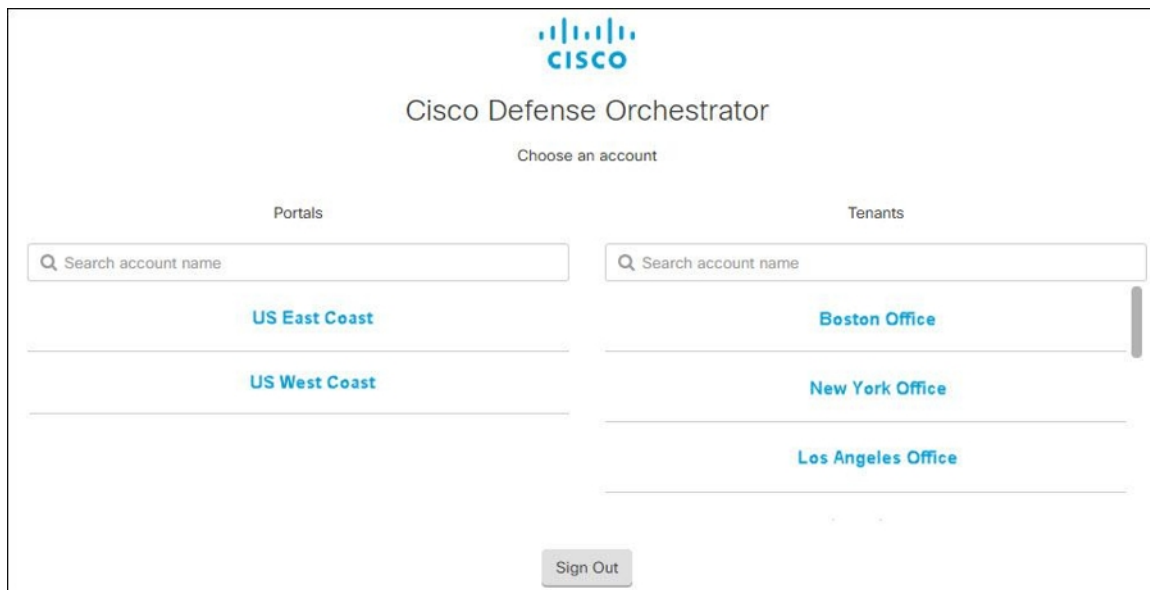 CISCO
Cisco Defense Orchestrator
Choose an account
Portals
Search account name
US East Coast
US West Coast
Tenants
Search account name
Boston Office
New York Office
Los Angeles Office
Sign Out